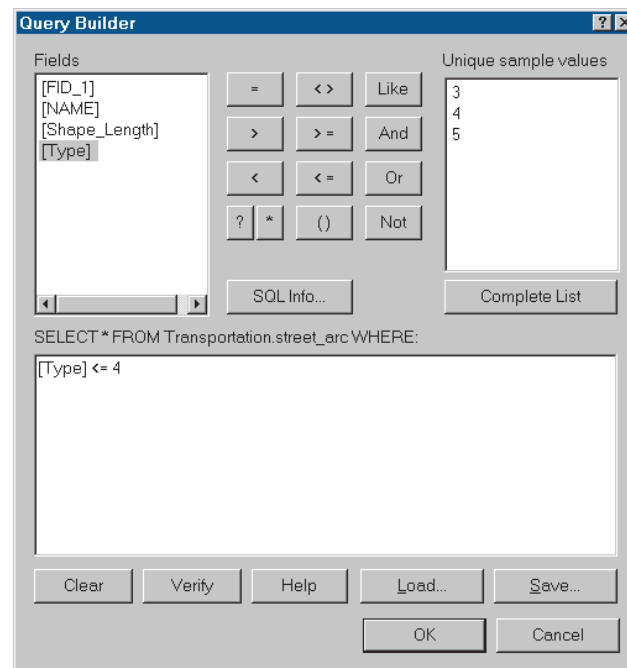 Query Builder ? X
Fields
Unique sample values
[FID_1]
[NAME]
[Shape_Length]
[Type]
= < > Like
> > = And
< < = Or
? * ( ) Not
3
4
5
SQL Info...
Complete List
SELECT * FROM Transportation.street_arc WHERE:
[Type] <= 4
Clear Verify Help Load... Save...
OK Cancel